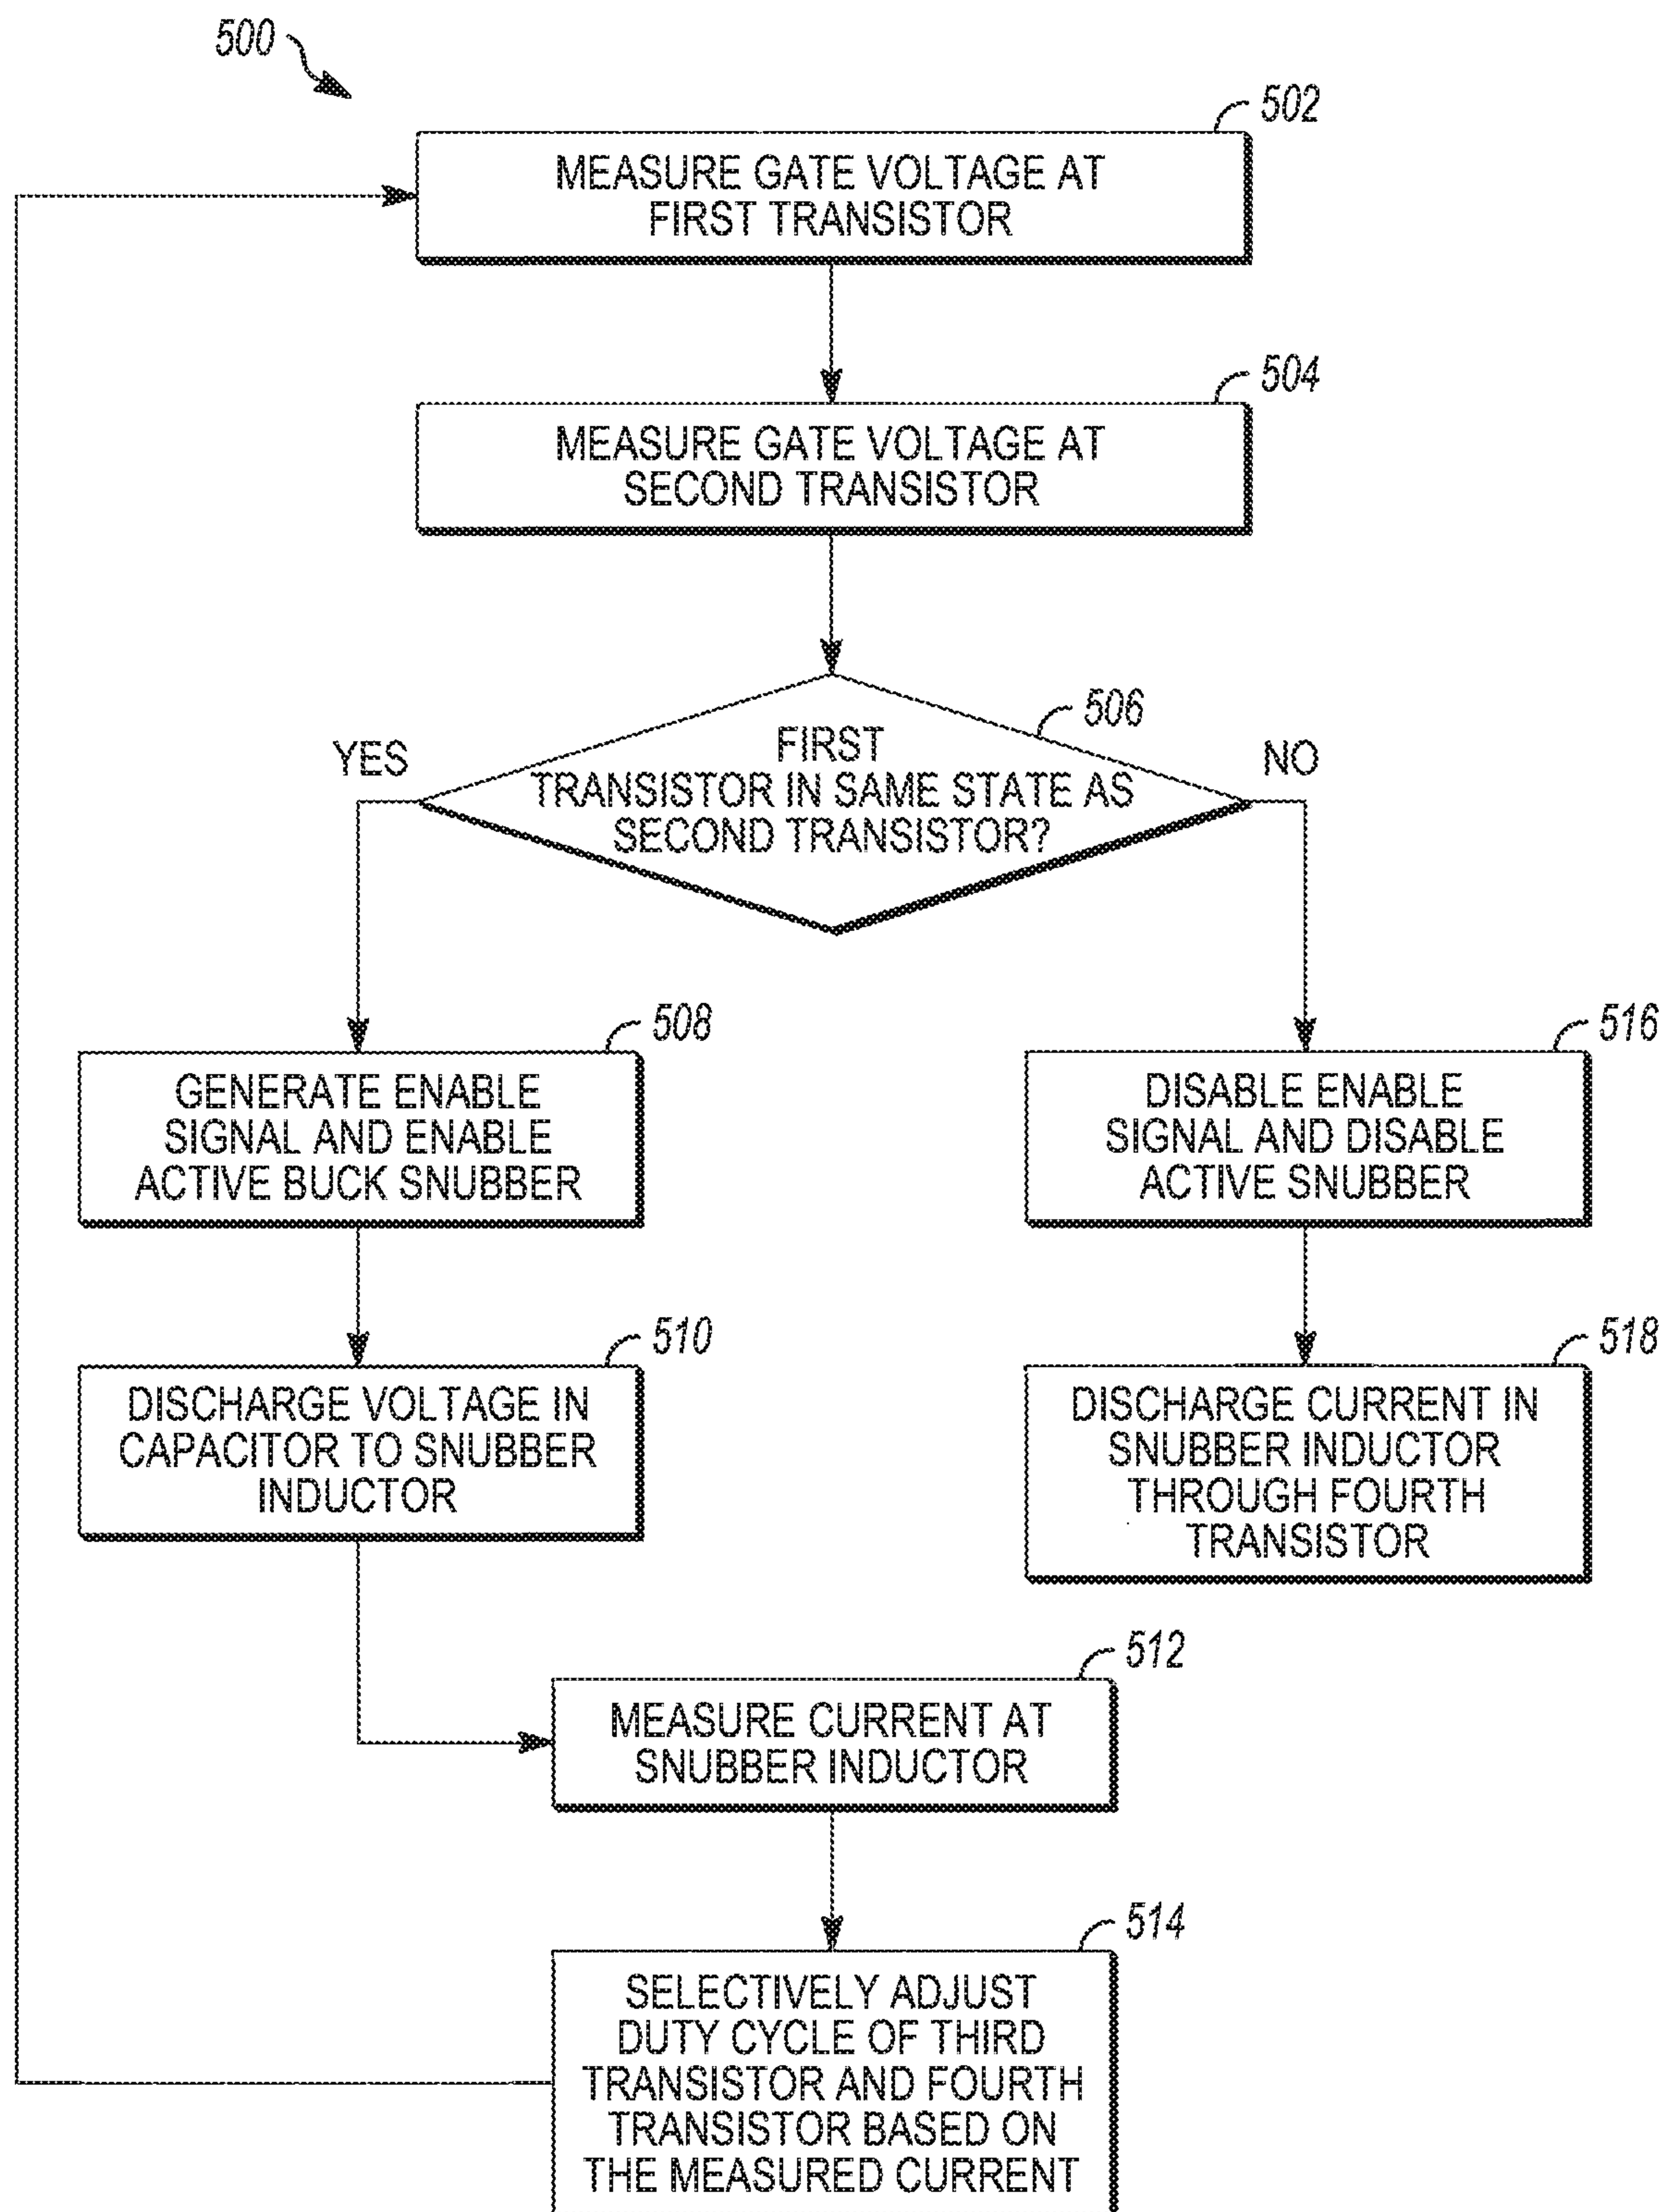 500
502
MEASURE GATE VOLTAGE AT
FIRST TRANSISTOR
504
MEASURE GATE VOLTAGE AT
SECOND TRANSISTOR
506
YES
FIRST
TRANSISTOR IN SAME STATE AS
SECOND TRANSISTOR?
NO
508
GENERATE ENABLE
SIGNAL AND ENABLE
ACTIVE BUCK SNUBBER
516
DISABLE ENABLE
SIGNAL AND DISABLE
ACTIVE SNUBBER
510
DISCHARGE VOLTAGE IN
CAPACITOR TO SNUBBER
INDUCTOR
518
DISCHARGE CURRENT IN
SNUBBER INDUCTOR
THROUGH FOURTH
TRANSISTOR
512
MEASURE CURRENT AT
SNUBBER INDUCTOR
514
SELECTIVELY ADJUST
DUTY CYCLE OF THIRD
TRANSISTOR AND FOURTH
TRANSISTOR BASED ON
THE MEASURED CURRENT